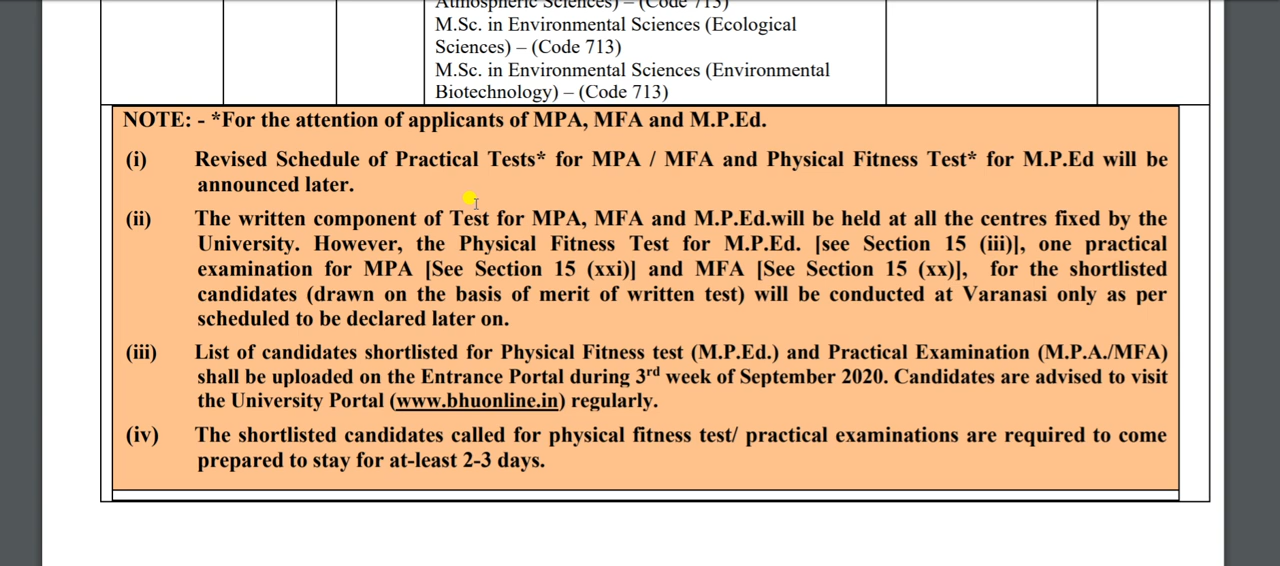 Atmospheric Sciences) – (Code 713)
M.Sc. in Environmental Sciences (Ecological
Sciences) – (Code 713)
M.Sc. in Environmental Sciences (Environmental
Biotechnology) – (Code 713)
NOTE: - *For the attention of applicants of MPA, MFA and M.P.Ed.
(i) Revised Schedule of Practical Tests* for MPA / MFA and Physical Fitness Test* for M.P.Ed will be
announced later.
(ii) The written component of Test for MPA, MFA and M.P.Ed.will be held at all the centres fixed by the
University. However, the Physical Fitness Test for M.P.Ed. [see Section 15 (iii)], one practical
examination for MPA [See Section 15 (xxi)] and MFA [See Section 15 (xx)], for the shortlisted
candidates (drawn on the basis of merit of written test) will be conducted at Varanasi only as per
scheduled to be declared later on.
(iii) List of candidates shortlisted for Physical Fitness test (M.P.Ed.) and Practical Examination (M.P.A./MFA)
shall be uploaded on the Entrance Portal during 3rd week of September 2020. Candidates are advised to visit
the University Portal (www.bhuonline.in) regularly.
(iv) The shortlisted candidates called for physical fitness test/ practical examinations are required to come
prepared to stay for at-least 2-3 days.